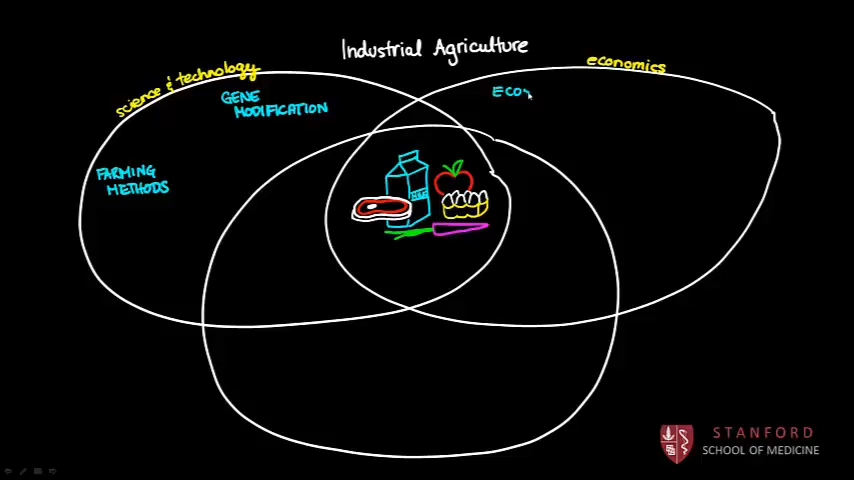 Industrial Agriculture
science & technology
economics
GENE
MODIFICATION
ECO
FARMING
METHODS
STANFORD
SCHOOL OF MEDICINE